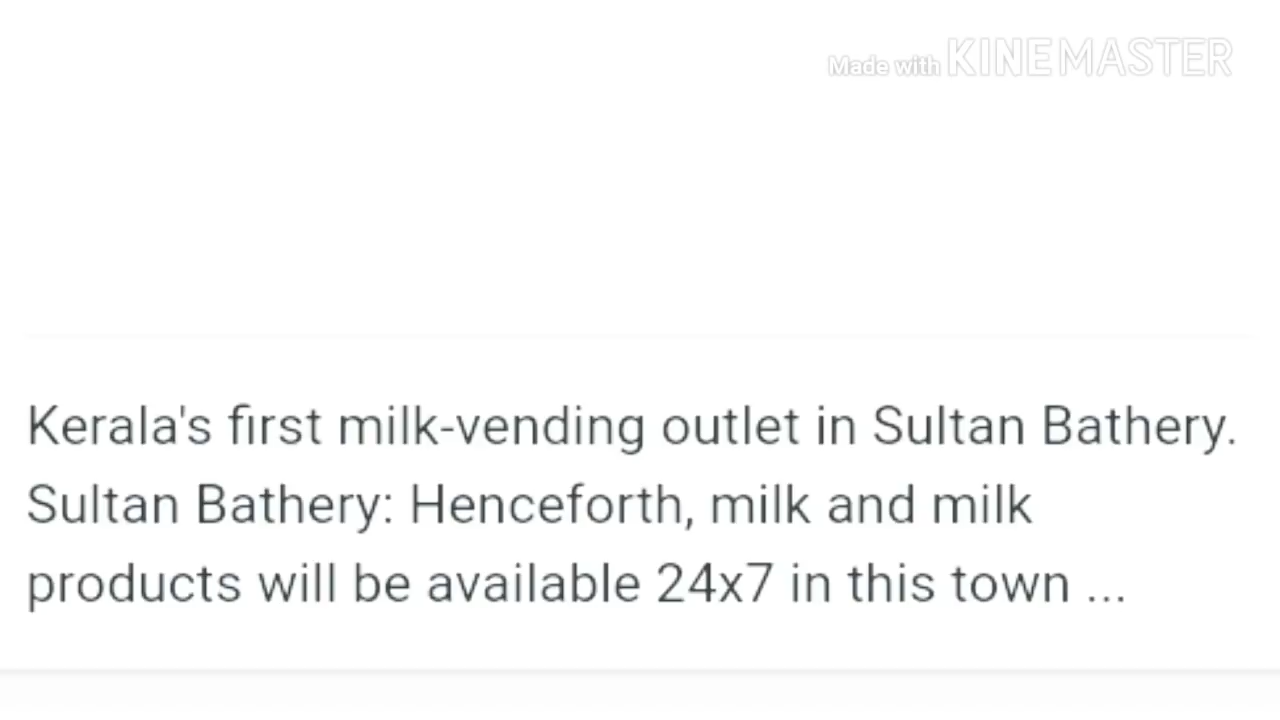 Made with KINEMASTER
Kerala's first milk-vending outlet in Sultan Bathery.
Sultan Bathery: Henceforth, milk and milk
products will be available 24x7 in this town ...